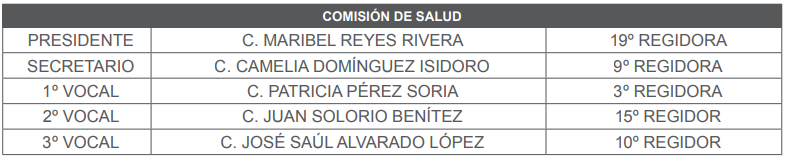 COMISIÓN DE SALUD
PRESIDENTE C. MARIBEL REYES RIVERA 19º REGIDORA
SECRETARIO C. CAMELIA DOMÍNGUEZ ISIDORO 9º REGIDORA
1º VOCAL C. PATRICIA PÉREZ SORIA 3º REGIDORA
2º VOCAL C. JUAN SOLORIO BENÍTEZ 15º REGIDOR
3º VOCAL C. JOSÉ SAÚL ALVARADO LÓPEZ 10º REGIDOR